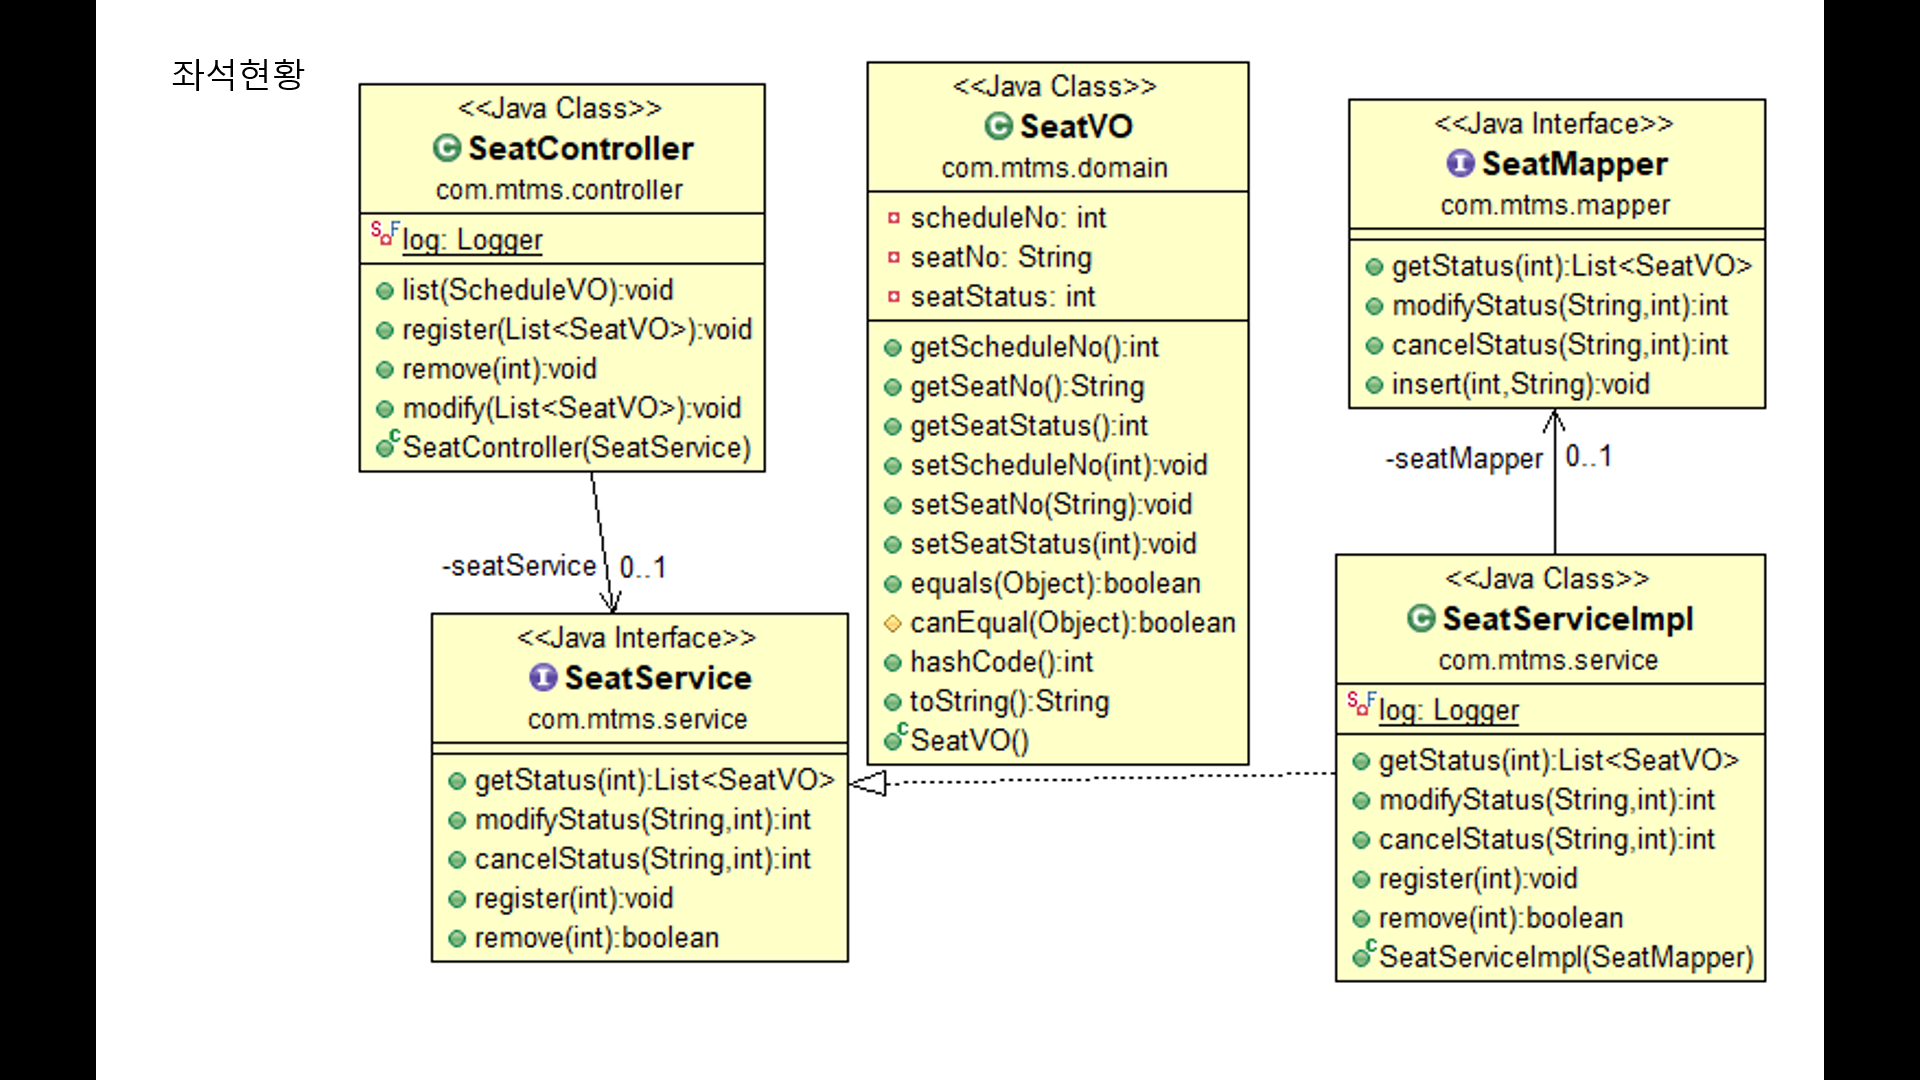 좌석현황
<<Java Class>>
SeatController
com.mtms.controller
log: Logger
list(ScheduleVO):void
register(List<SeatVO>):void
remove(int):void
modify(List<SeatVO>):void
SeatController(SeatService)
-seatService 0..1
<<Java Interface>>
SeatService
com.mtms.service
getStatus(int):List<SeatVO>
modifyStatus(String,int):int
cancelStatus(String,int):int
register(int):void
remove(int):boolean
<<Java Class>>
SeatVO
com.mtms.domain
scheduleNo: int
seatNo: String
seatStatus: int
getScheduleNo():int
getSeatNo():String
getSeatStatus():int
setScheduleNo(int):void
setSeatNo(String):void
setSeatStatus(int):void
equals(Object):boolean
canEqual(Object):boolean
hashCode():int
toString():String
SeatVO()
<<Java Interface>>
SeatMapper
com.mtms.mapper
getStatus(int):List<SeatVO>
modifyStatus(String,int):int
cancelStatus(String,int):int
insert(int,String):void
-seatMapper 0..1
<<Java Class>>
SeatServiceImpl
com.mtms.service
log: Logger
getStatus(int):List<SeatVO>
modifyStatus(String,int):int
cancelStatus(String,int):int
register(int):void
remove(int):boolean
SeatServiceImpl(SeatMapper)